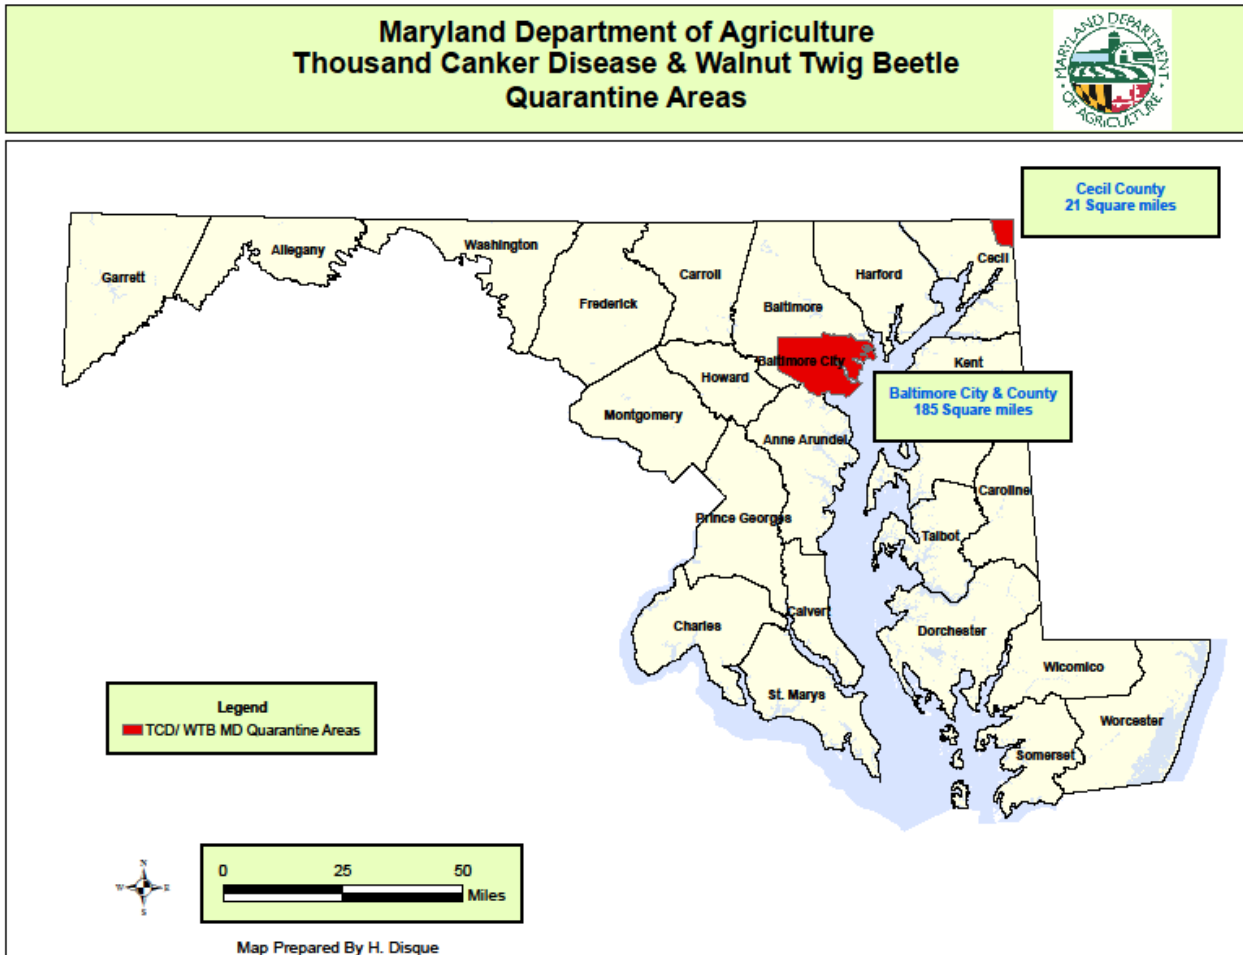 Maryland Department of Agriculture
Thousand Canker Disease & Walnut Twig Beetle
Quarantine Areas
MARYLAND DEPARTMENT
OF AGRICULTURE
Cecil County
21 Square miles
Garrett
Allegany
Washington
Frederick
Carroll
Baltimore
Harford
Cecil
Baltimore City
Howard
Kent
Montgomery
Baltimore City & County
185 Square miles
Anne Arundel
Caroline
Prince Georges
Talbot
Charles
Calvert
Dorchester
Wicomico
St. Marys
Worcester
Somerset
Legend
TCD/ WTB MD Quarantine Areas
N
W E
S
0 25 50
Miles
Map Prepared By H. Disque